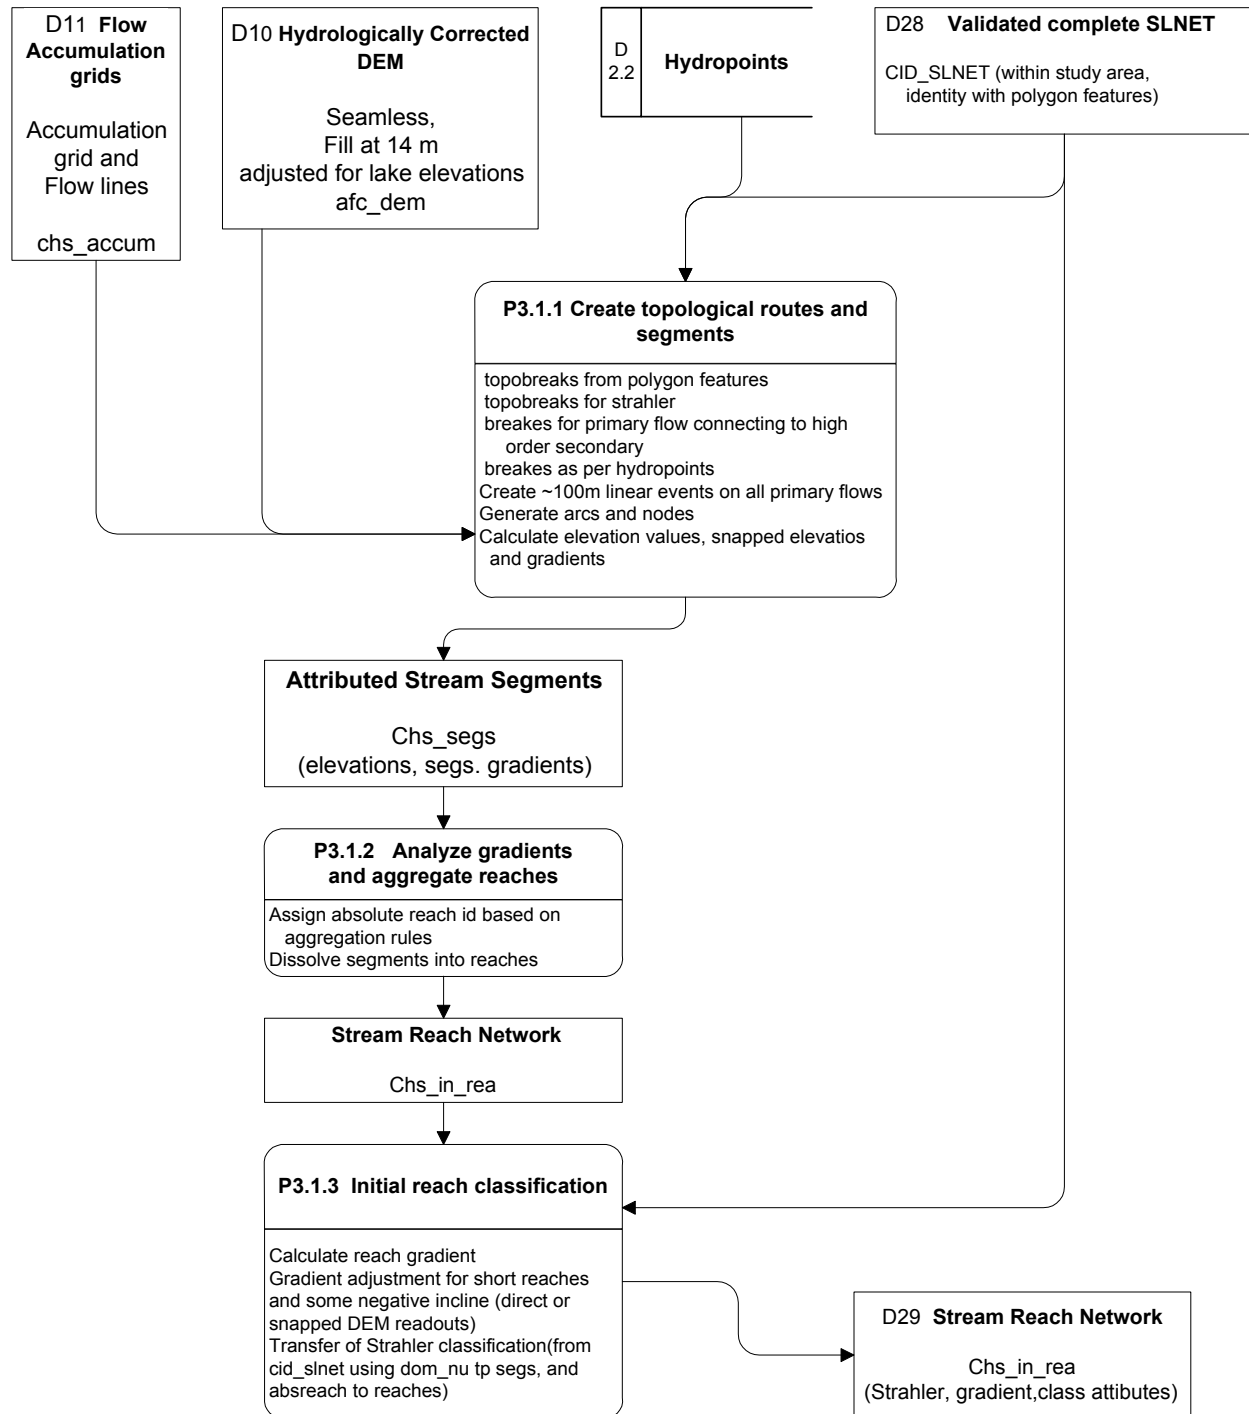 D11 Flow
Accumulation
grids
Accumulation
grid and
Flow lines
chs_accum
D10 Hydrologically Corrected
DEM
Seamless,
Fill at 14 m
adjusted for lake elevations
afc_dem
D
2.2
Hydropoints
D28 Validated complete SLNET
CID_SLNET (within study area,
identity with polygon features)
P3.1.1 Create topological routes and
segments
topobreaks from polygon features
topobreaks for strahler
breakes for primary flow connecting to high
order secondary
breakes as per hydropoints
Create ~100m linear events on all primary flows
Generate arcs and nodes
Calculate elevation values, snapped elevatios
and gradients
Attributed Stream Segments
Chs_segs
(elevations, segs. gradients)
P3.1.2 Analyze gradients
and aggregate reaches
Assign absolute reach id based on
aggregation rules
Dissolve segments into reaches
Stream Reach Network
Chs_in_rea
P3.1.3 Initial reach classification
Calculate reach gradient
Gradient adjustment for short reaches
and some negative incline (direct or
snapped DEM readouts)
Transfer of Strahler classification(from
cid_slnet using dom_nu tp segs, and
absreach to reaches)
D29 Stream Reach Network
Chs_in_rea
(Strahler, gradient,class attibutes)